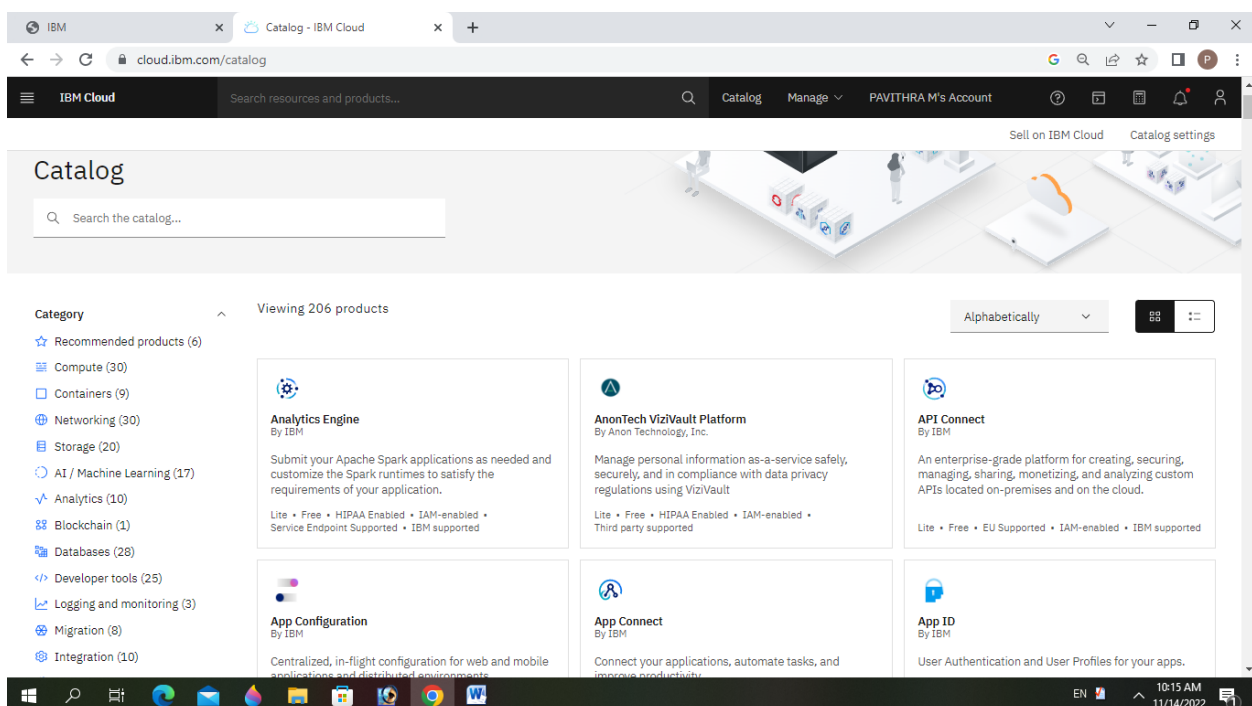 IBM
Catalog - IBM Cloud
cloud.ibm.com/catalog
G
P
IBM Cloud
Search resources and products...
Catalog
Manage
PAVITHRA M's Account
Sell on IBM Cloud
Catalog settings
Catalog
Search the catalog...
Category
Recommended products (6)
Compute (30)
Containers (9)
Networking (30)
Storage (20)
AI / Machine Learning (17)
Analytics (10)
Blockchain (1)
Databases (28)
Developer tools (25)
Logging and monitoring (3)
Migration (8)
Integration (10)
Viewing 206 products
Alphabetically
Analytics Engine
By IBM
Submit your Apache Spark applications as needed and
customize the Spark runtimes to satisfy the
requirements of your application.
Lite • Free • HIPAA Enabled • IAM-enabled •
Service Endpoint Supported • IBM supported
AnonTech ViziVault Platform
By Anon Technology, Inc.
Manage personal information as-a-service safely,
securely, and in compliance with data privacy
regulations using ViziVault
Lite • Free • HIPAA Enabled • IAM-enabled •
Third party supported
API Connect
By IBM
An enterprise-grade platform for creating, securing,
managing, sharing, monetizing, and analyzing custom
APIs located on-premises and on the cloud.
Lite • Free • EU Supported • IAM-enabled • IBM supported
App Configuration
By IBM
Centralized, in-flight configuration for web and mobile
applications and distributed environments
App Connect
By IBM
Connect your applications, automate tasks, and
improve productivity
App ID
By IBM
User Authentication and User Profiles for your apps.
W
EN
10:15 AM
11/14/2022